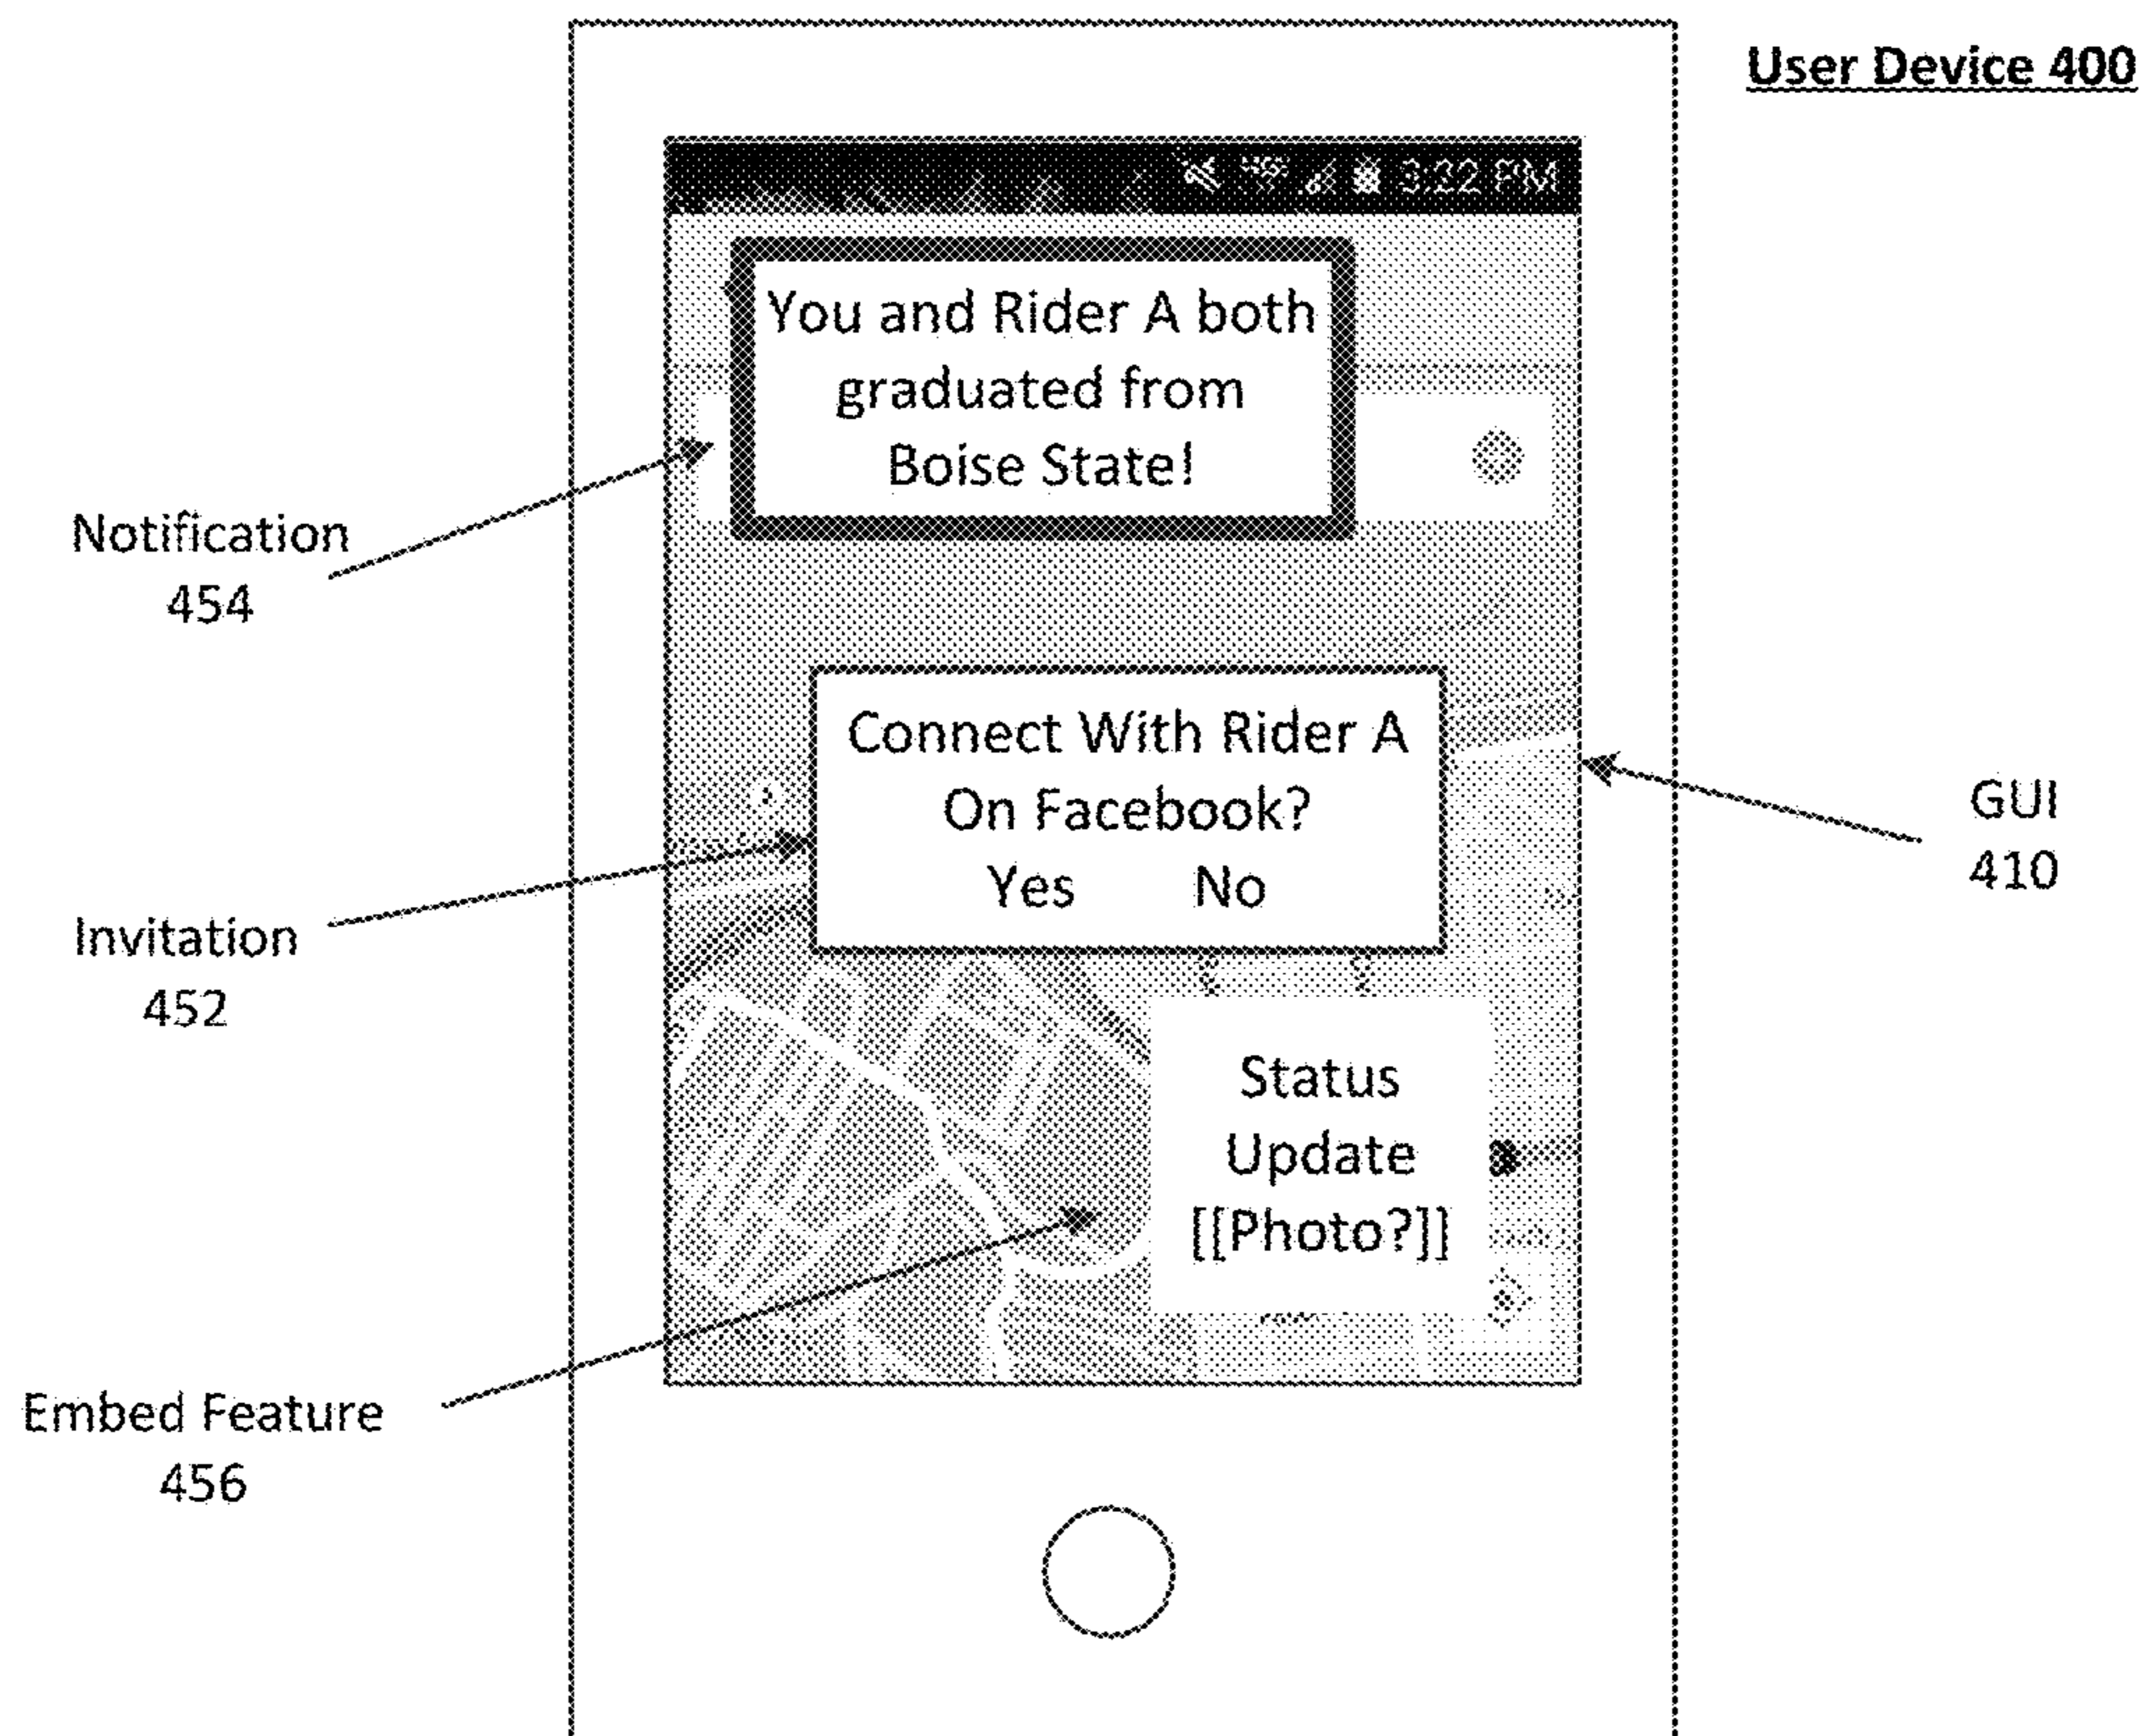 User Device 400
3:22 PM
You and Rider A both
graduated from
Boise State!
Notification
454
Connect With Rider A
On Facebook?
Yes No
GUI
410
Invitation
452
Status
Update
[[Photo?]]
Embed Feature
456